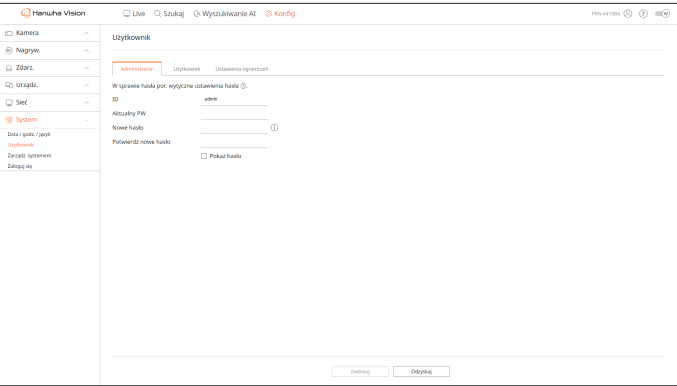 Hanwha Vision
Live Szukaj Wyszukiwanie AI Konfig
PRN-6410B4
Kamera
Nagryw.
Zdarz.
Urządz.
Sieć
System
Data / godz. / język
Użytkownik
Zarządz. systemem
Zaloguj się
Użytkownik
Administrator Użytkownik Ustawienia ograniczeń
W sprawie hasła por. wytyczne ustawienia hasła
ID admin
Aktualny PW
Nowe hasło
Potwierdź nowe hasło
Pokaż hasło
Zastosuj Odzyskaj